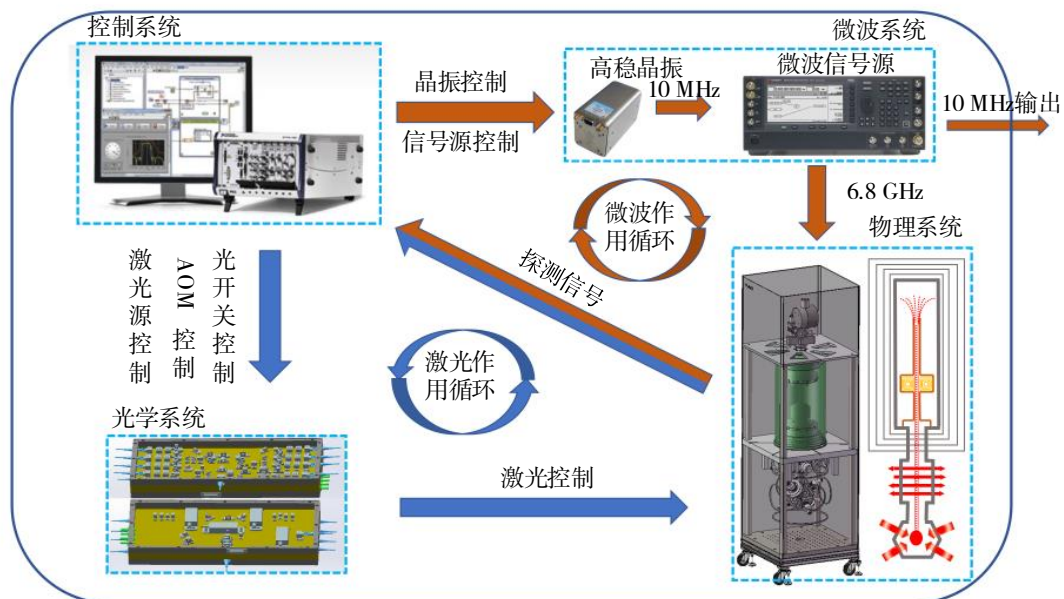 控制系统
微波系统
高稳晶振
微波信号源
10 MHz
10 MHz输出
晶振控制
信号源控制
6.8 GHz
微波作
用循环
物理系统
探测信号
激光源控制
AOM 控制
光开关控制
激光作
用循环
光学系统
激光控制